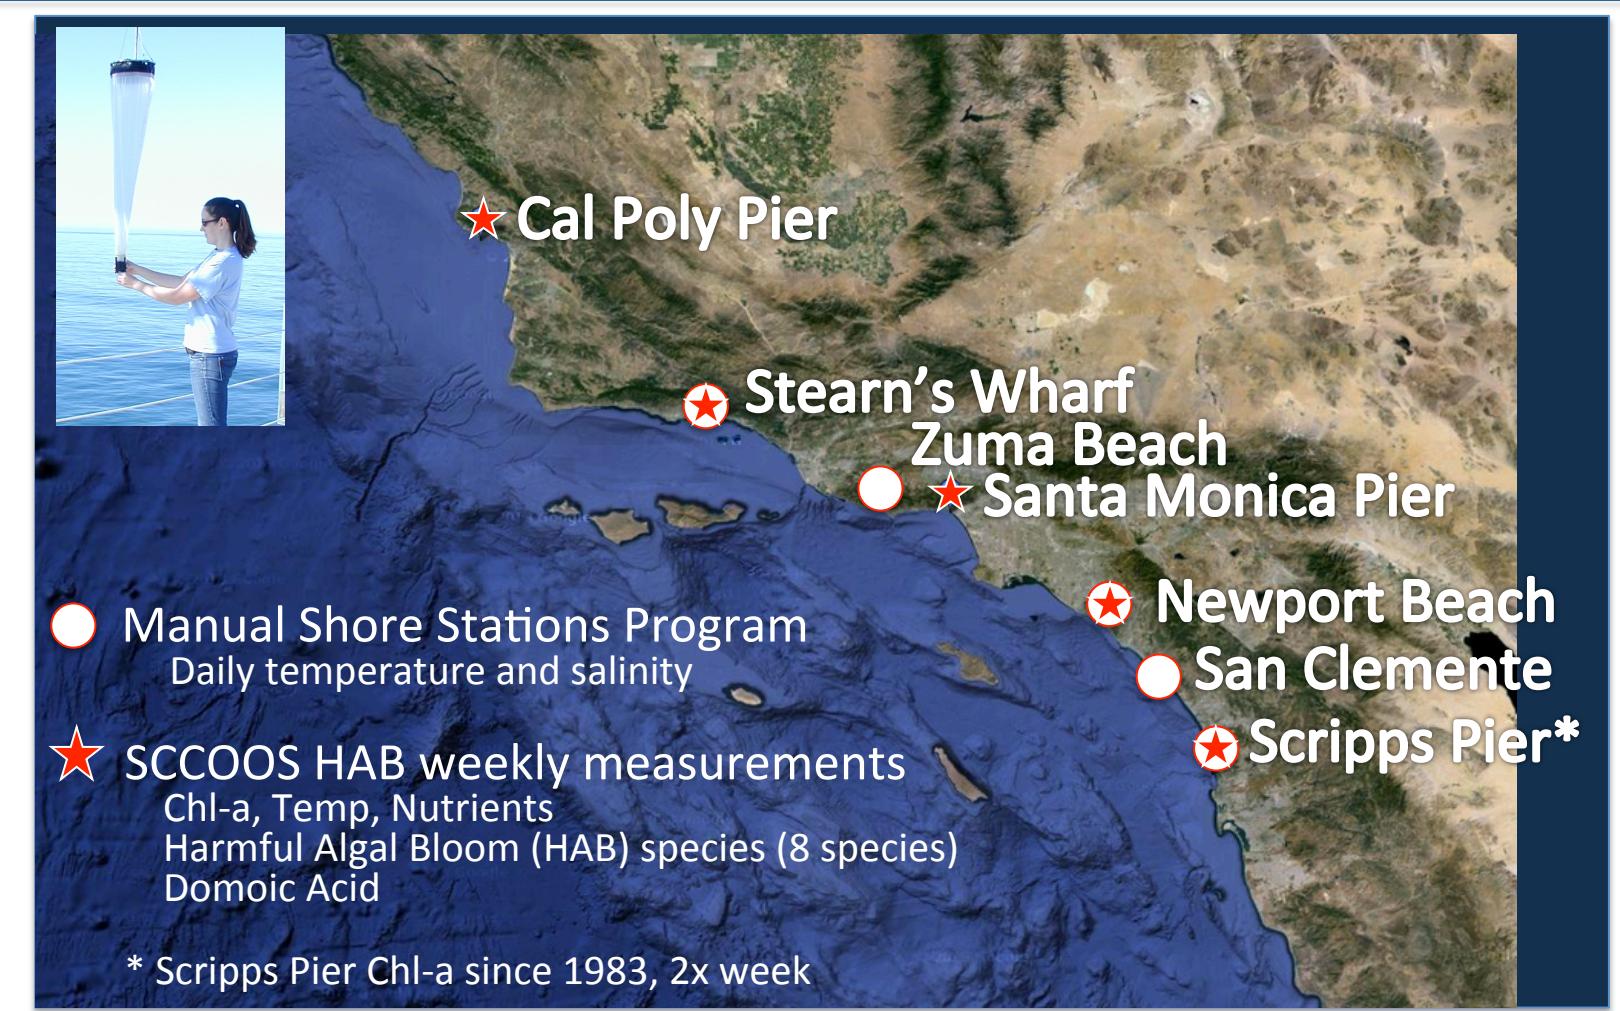 Cal Poly Pier
Stearn’s Wharf
Zuma Beach
Santa Monica Pier
Newport Beach
San Clemente
Scripps Pier*
Manual Shore Stations Program
Daily temperature and salinity
SCCOOS HAB weekly measurements
Chl-a, Temp, Nutrients
Harmful Algal Bloom (HAB) species (8 species)
Domoic Acid
* Scripps Pier Chl-a since 1983, 2x week